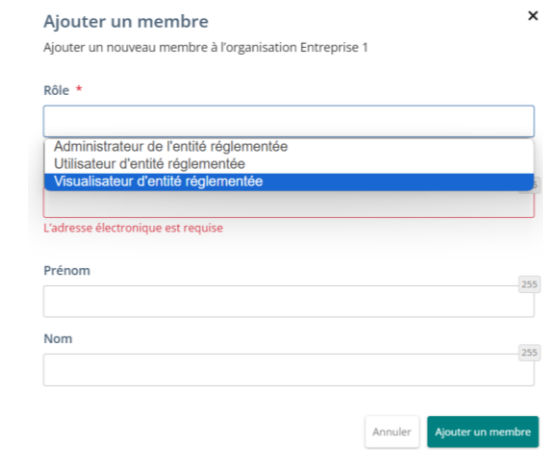 Ajouter un membre
×
Ajouter un nouveau membre à l'organisation Entreprise 1
Rôle *
Administrateur de l'entité réglementée
Utilisateur d'entité réglementée
Visualisateur d'entité réglementée
L'adresse électronique est requise
Prénom
255
Nom
255
Annuler
Ajouter un membre